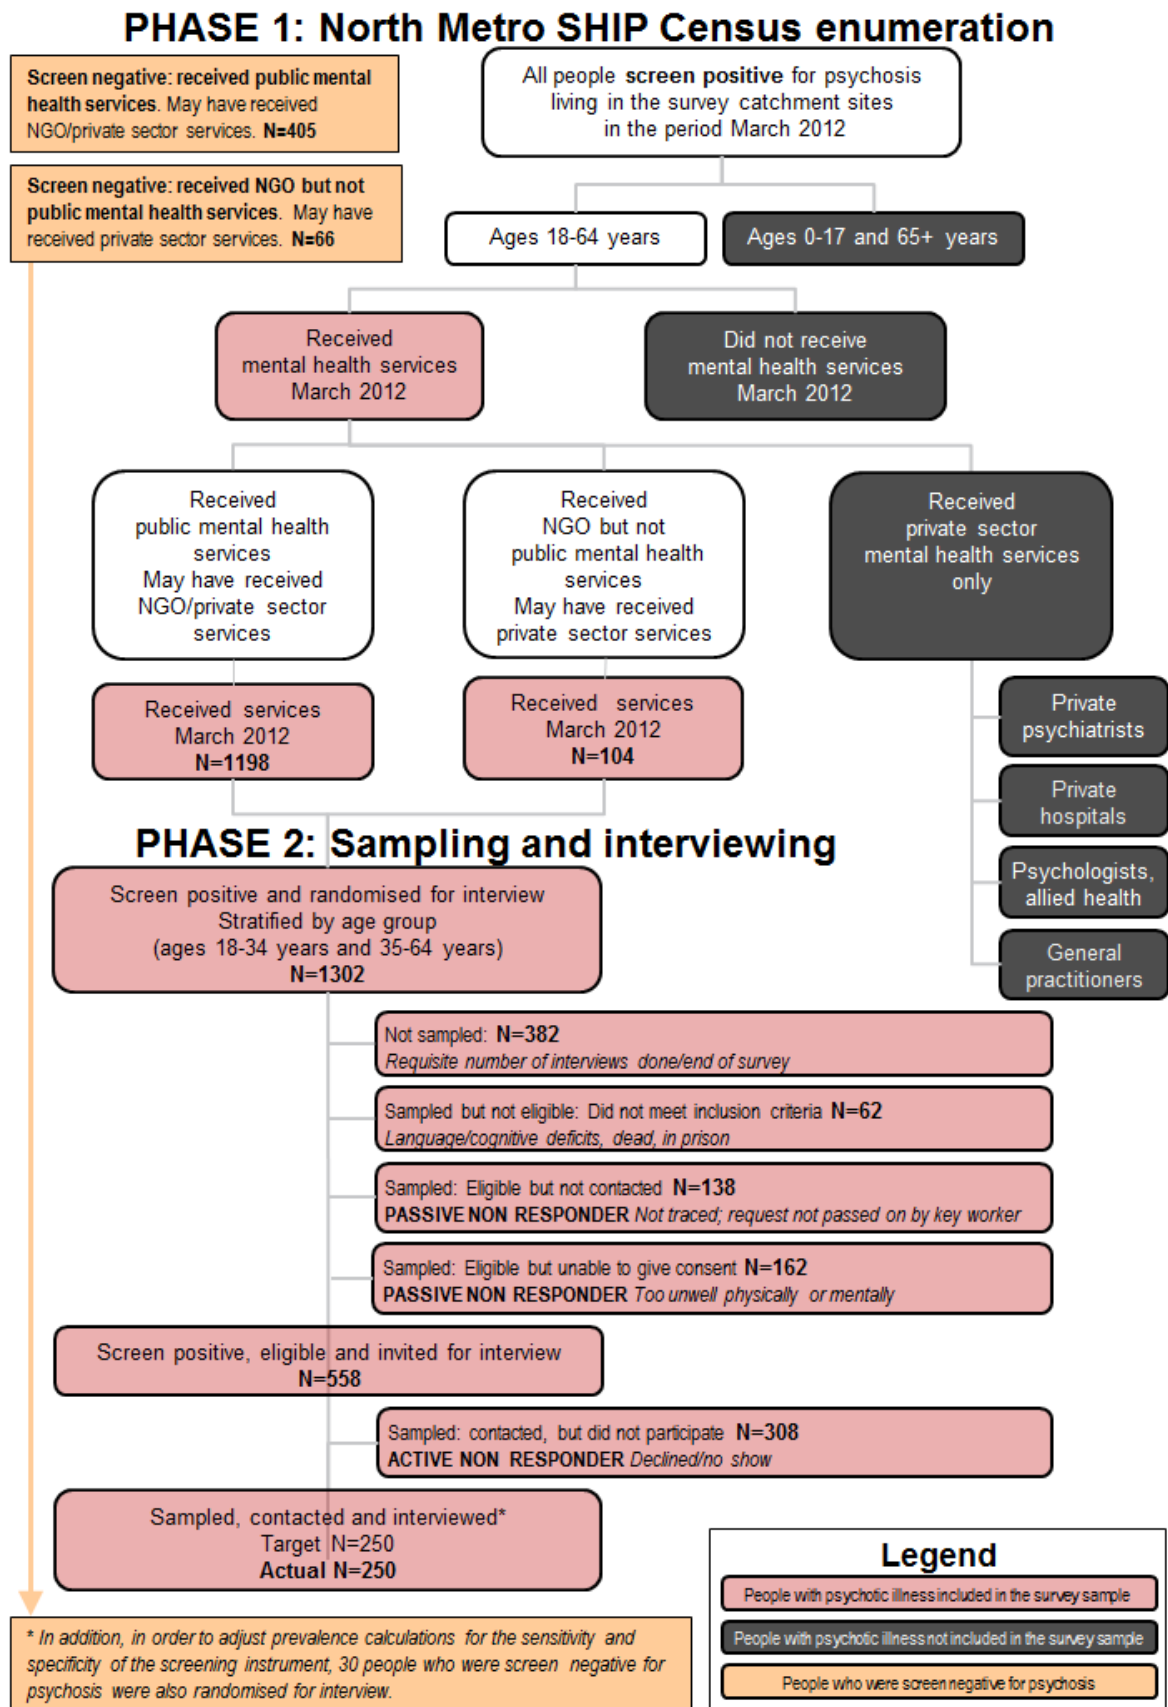 PHASE 1: North Metro SHIP Census enumeration
Screen negative: received public mental
health services. May have received
NGO/private sector services. N=405
Screen negative: received NGO but not
public mental health services. May have
received private sector services. N=66
All people screen positive for psychosis
living in the survey catchment sites
in the period March 2012
Ages 18-64 years
Ages 0-17 and 65+ years
Received
mental health services
March 2012
Did not receive
mental health services
March 2012
Received
public mental health
services
May have received
NGO/private sector
services
Received
NGO but not
public mental health
services
May have received
private sector services
Received
private sector
mental health services
only
Received services
March 2012
N=1198
Received services
March 2012
N=104
Private
psychiatrists
Private
hospitals
Psychologists,
allied health
General
practitioners
PHASE 2: Sampling and interviewing
Screen positive and randomised for interview
Stratified by age group
(ages 18-34 years and 35-64 years)
N=1302
Not sampled: N=382
Requisite number of interviews done/end of survey
Sampled but not eligible: Did not meet inclusion criteria N=62
Language/cognitive deficits, dead, in prison
Sampled: Eligible but not contacted N=138
PASSIVE NON RESPONDER Not traced; request not passed on by key worker
Sampled: Eligible but unable to give consent N=162
PASSIVE NON RESPONDER Too unwell physically or mentally
Screen positive, eligible and invited for interview
N=558
Sampled: contacted, but did not participate N=308
ACTIVE NON RESPONDER Declined/no show
Sampled, contacted and interviewed*
Target N=250
Actual N=250
* In addition, in order to adjust prevalence calculations for the sensitivity and
specificity of the screening instrument, 30 people who were screen negative for
psychosis were also randomised for interview.
Legend
People with psychotic illness included in the survey sample
People with psychotic illness not included in the survey sample
People who were screen negative for psychosis